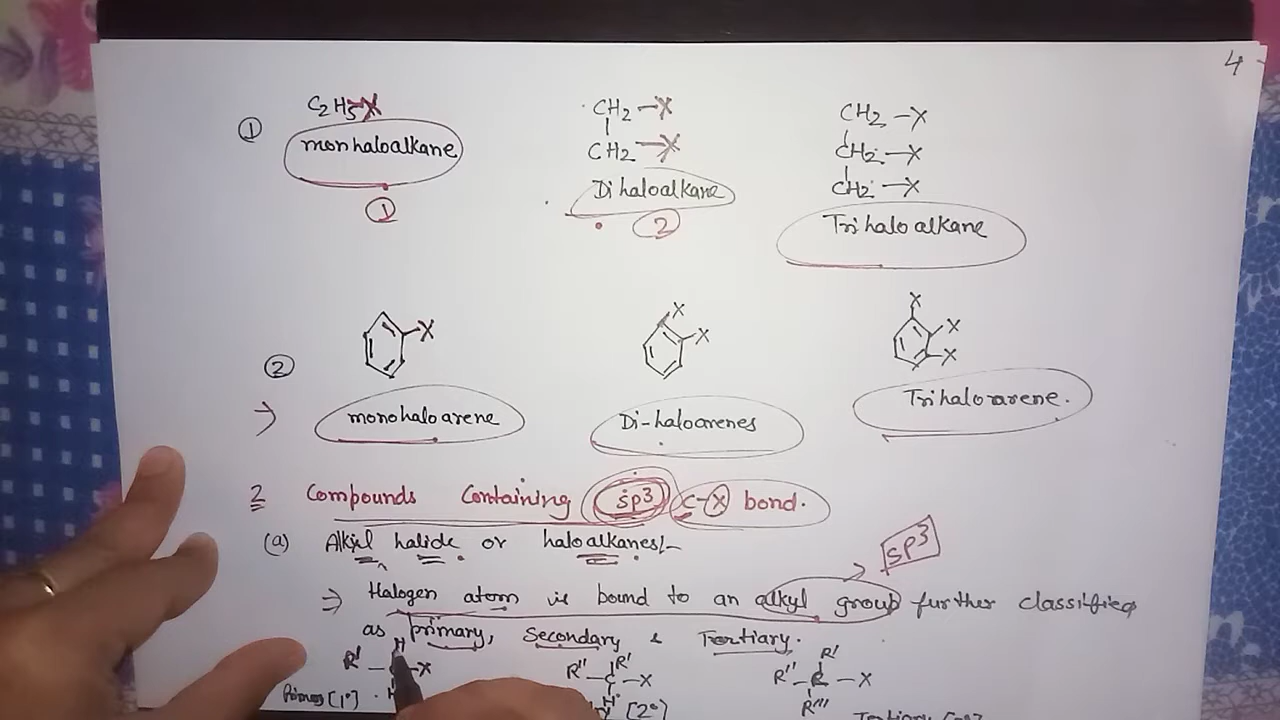 4
① C2H5-X CH2-X CH2-X
CH2-X CH2-X
CH2-X
monhaloalkane Dihaloalkane Trihaloalkane
① ②
② X X X X X X
monohaloarene Di-haloarenes Trihalorarene.
2 Compounds Containing sp3 C-X bond.
(a) Alkyl halide or haloalkanes/-
sp3
⇒ Halogen atom is bound to an alkyl group further classified
as primary, Secondary & Tertiary.
H R' R'
R' - C - X R'' - C - X R'' - C - X
H H R'''
[1°] [2°]